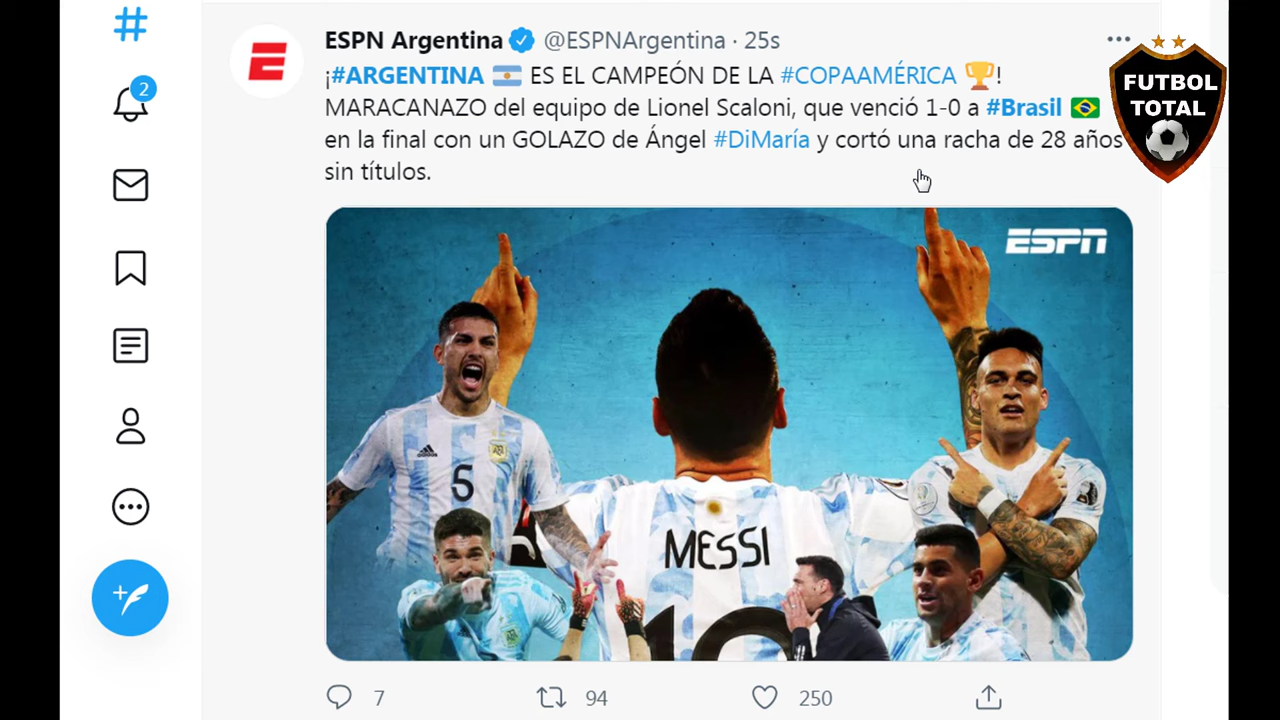 2
ESPN Argentina @ESPNArgentina · 25s
¡#ARGENTINA 🇦🇷 ES EL CAMPEÓN DE LA #COPAAMÉRICA 🏆!
MARACANAZO del equipo de Lionel Scaloni, que venció 1-0 a #Brasil 🇧🇷
en la final con un GOLAZO de Ángel #DiMaría y cortó una racha de 28 años
sin títulos.
FUTBOL
TOTAL
ESPN
5
MESSI
10
7 94 250